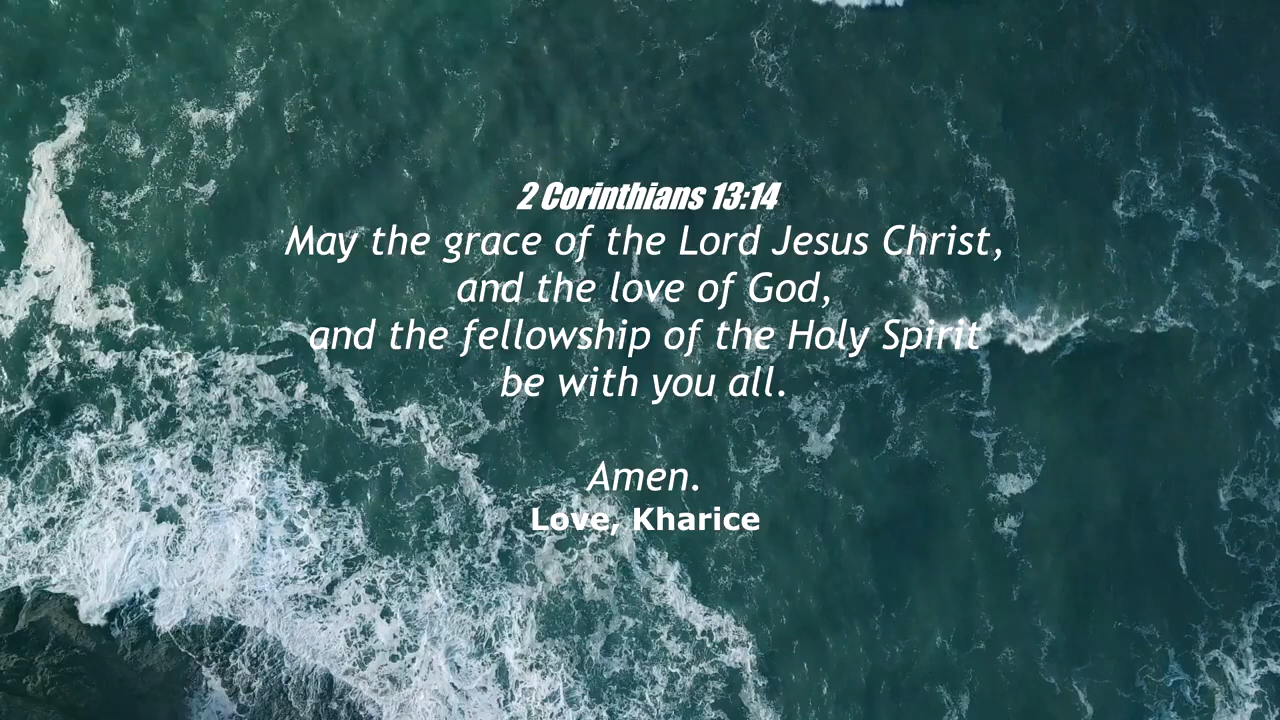 2 Corinthians 13:14
May the grace of the Lord Jesus Christ,
and the love of God,
and the fellowship of the Holy Spirit
be with you all.
Amen.
Love, Kharice